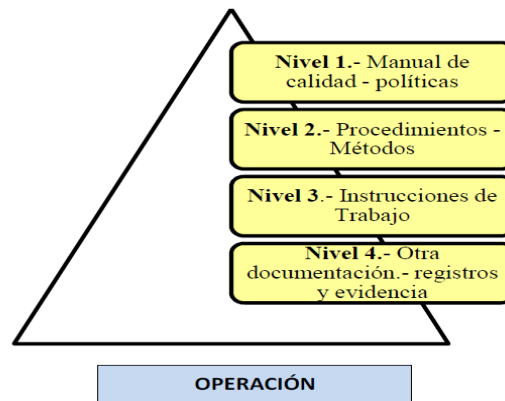 Nivel 1.- Manual de
calidad - políticas
Nivel 2.- Procedimientos -
Métodos
Nivel 3.- Instrucciones de
Trabajo
Nivel 4.- Otra
documentación.- registros
y evidencia
OPERACIÓN